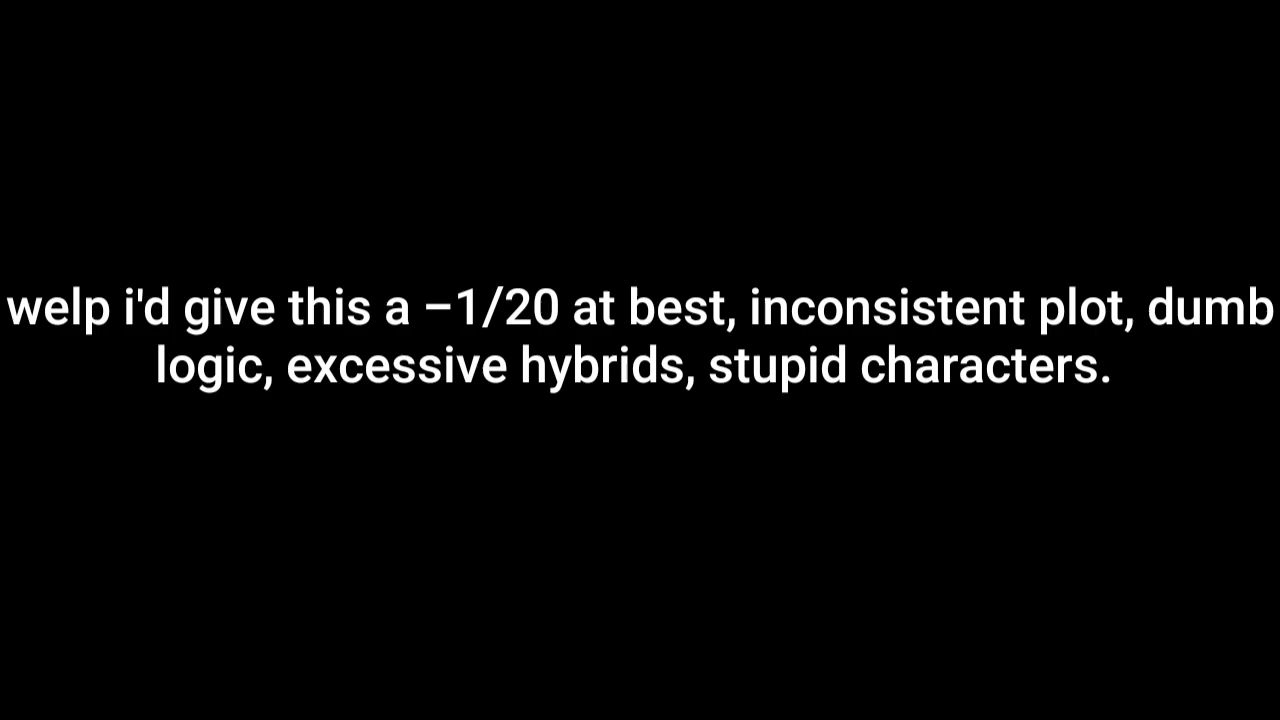 welp i'd give this a –1/20 at best, inconsistent plot, dumb
logic, excessive hybrids, stupid characters.